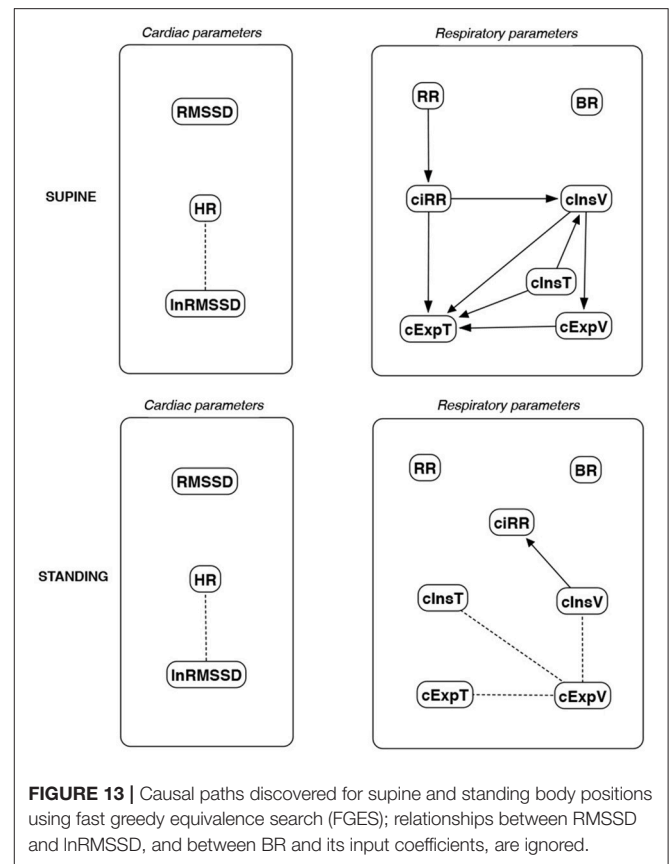 Cardiac parameters
Respiratory parameters
RMSSD
RR
BR
SUPINE
HR
ciRR
cInsV
cInsT
lnRMSSD
cExpT
cExpV
Cardiac parameters
Respiratory parameters
RMSSD
RR
BR
ciRR
STANDING
HR
cInsT
cInsV
lnRMSSD
cExpT
cExpV
FIGURE 13 | Causal paths discovered for supine and standing body positions
using fast greedy equivalence search (FGES); relationships between RMSSD
and lnRMSSD, and between BR and its input coefficients, are ignored.